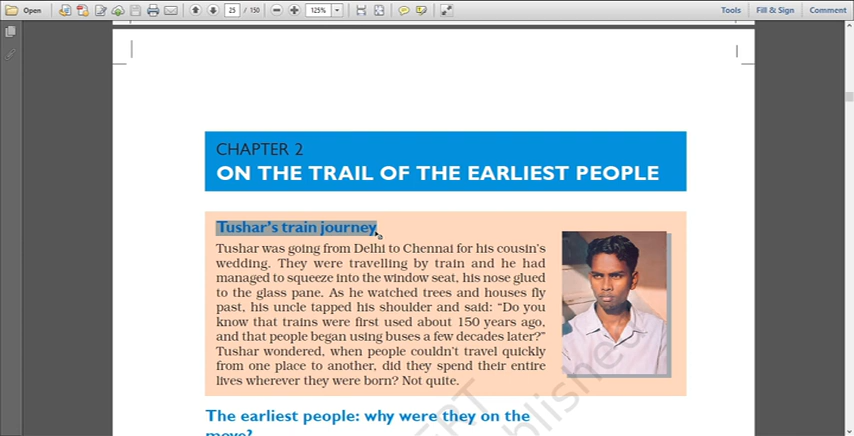 Open
25 / 150
125%
Tools
Fill & Sign
Comment
CHAPTER 2
ON THE TRAIL OF THE EARLIEST PEOPLE
Tushar's train journey
Tushar was going from Delhi to Chennai for his cousin's
wedding. They were travelling by train and he had
managed to squeeze into the window seat, his nose glued
to the glass pane. As he watched trees and houses fly
past, his uncle tapped his shoulder and said: “Do you
know that trains were first used about 150 years ago,
and that people began using buses a few decades later?”
Tushar wondered, when people couldn't travel quickly
from one place to another, did they spend their entire
lives wherever they were born? Not quite.
The earliest people: why were they on the
move?